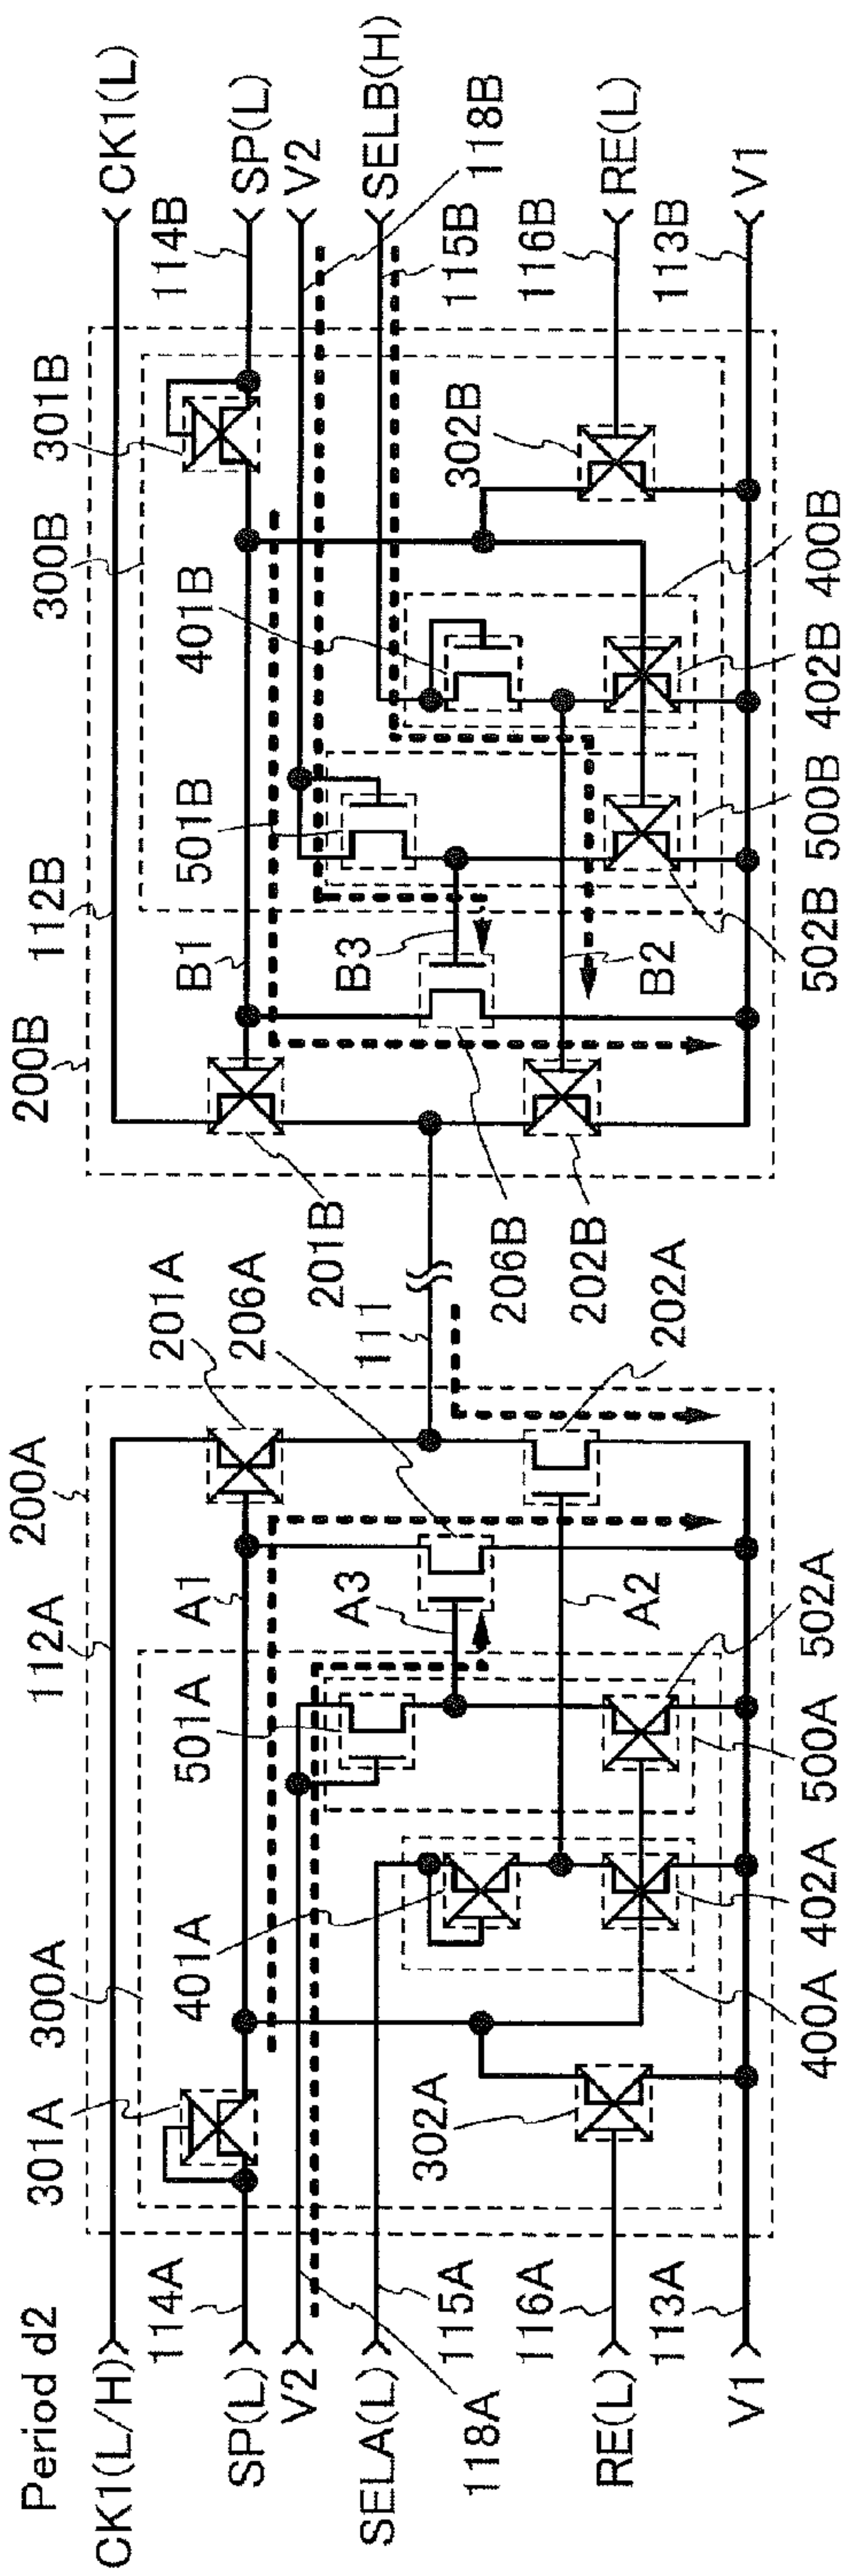 Period d2
200A
200B
112A
112B
300A
300B
301A
301B
A1
B1
201A
201B
CK1(L/H)
CK1(L)
114A
114B
SP(L)
SP(L)
V2
V2
SELA(L)
SELB(H)
118A
118B
115A
115B
501A
501B
401A
401B
A3
B3
206A
206B
111
302A
302B
A2
B2
202A
202B
RE(L)
RE(L)
116A
116B
113A
113B
V1
V1
400A
400B
402A
402B
500A
500B
502A
502B